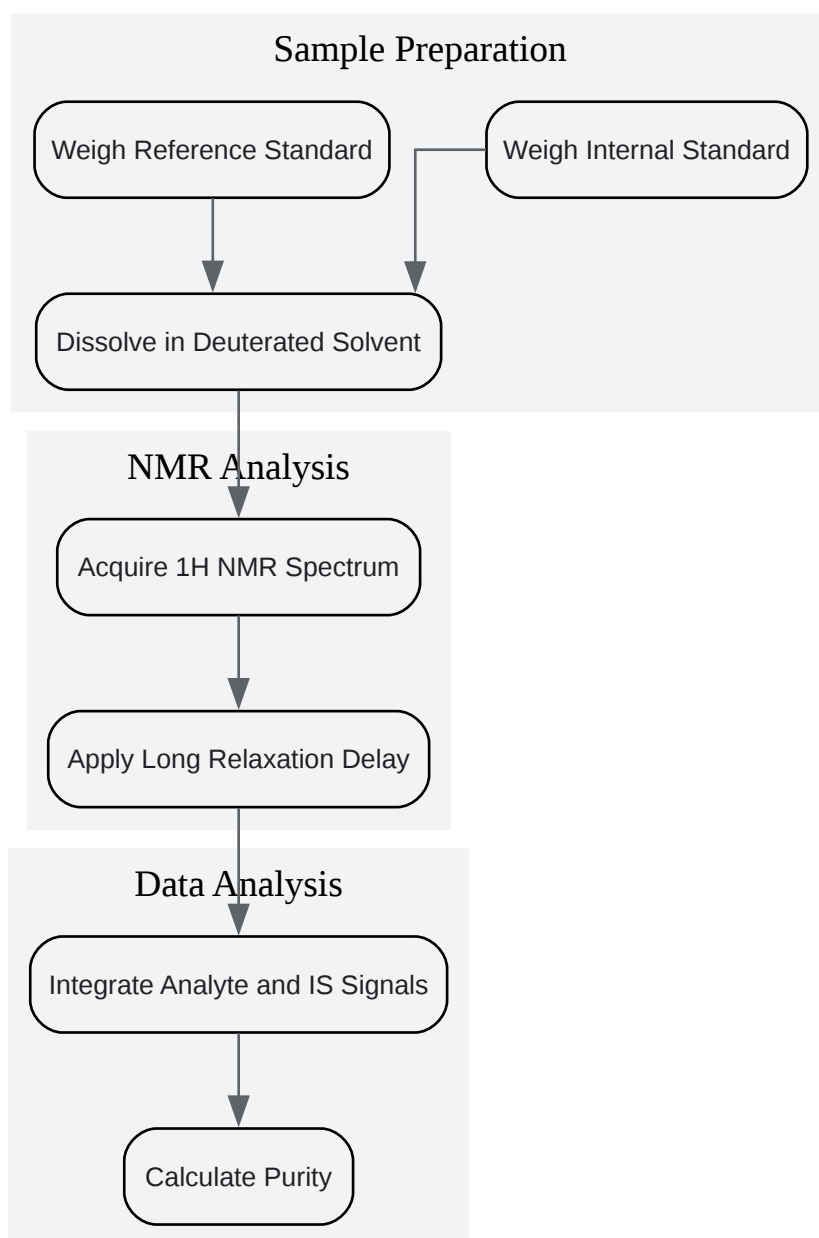 Sample Preparation
Weigh Reference Standard
Weigh Internal Standard
Dissolve in Deuterated Solvent
NMR Analysis
Acquire 1H NMR Spectrum
Apply Long Relaxation Delay
Data Analysis
Integrate Analyte and IS Signals
Calculate Purity